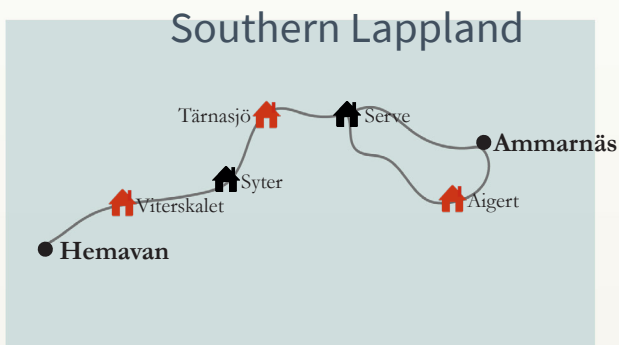 Southern Lappland
Tärnasjö
Serve
Ammarnäs
Syter
Viterskalet
Aigert
Hemavan